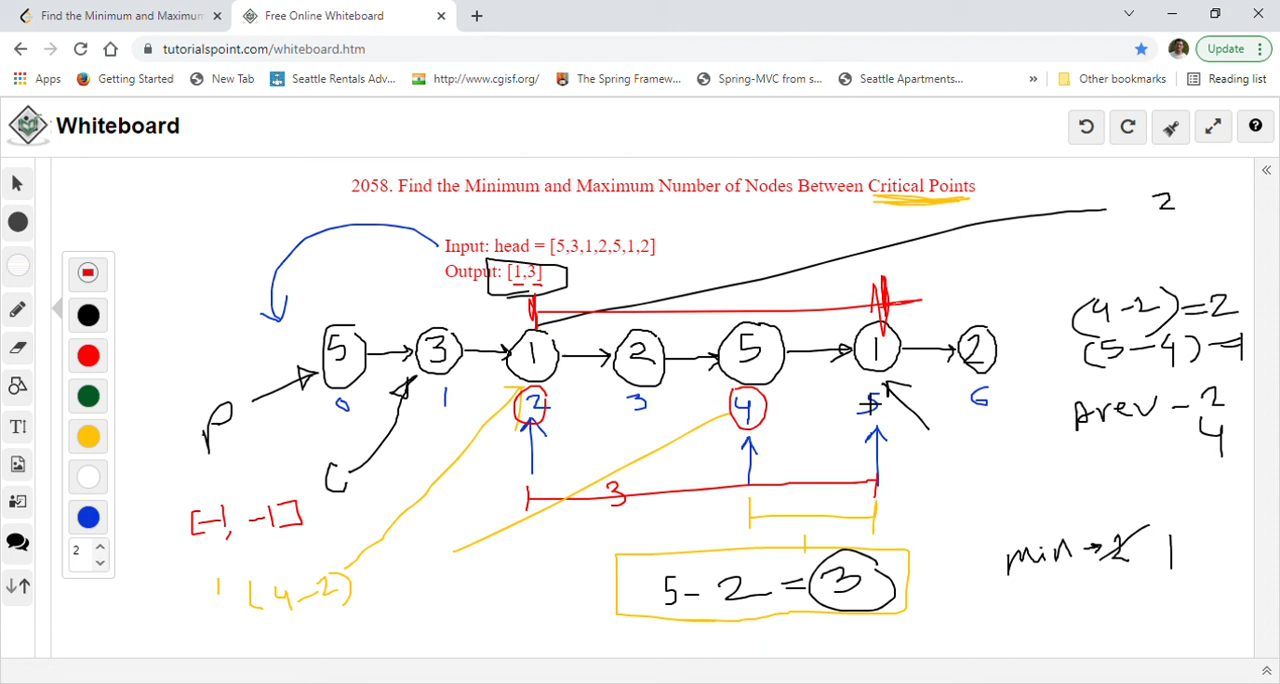 Find the Minimum and Maximum
Free Online Whiteboard
tutorialspoint.com/whiteboard.htm
Update
Apps
Getting Started
New Tab
Seattle Rentals Adv...
http://www.cgisf.org/
The Spring Framew...
Spring-MVC from s...
Seattle Apartments...
»
Other bookmarks
Reading list
Whiteboard
2058. Find the Minimum and Maximum Number of Nodes Between Critical Points
2
Input: head = [5,3,1,2,5,1,2]
Output: [1,3]
(4-2)=2
(5-4)=1
5 3 1 2 5 1 2
0 1 2 3 4 5 6
P
C
prev - 2
4
3
[-1, -1]
min → 2 1
1 (4-2)
5 - 2 = 3
TI
2